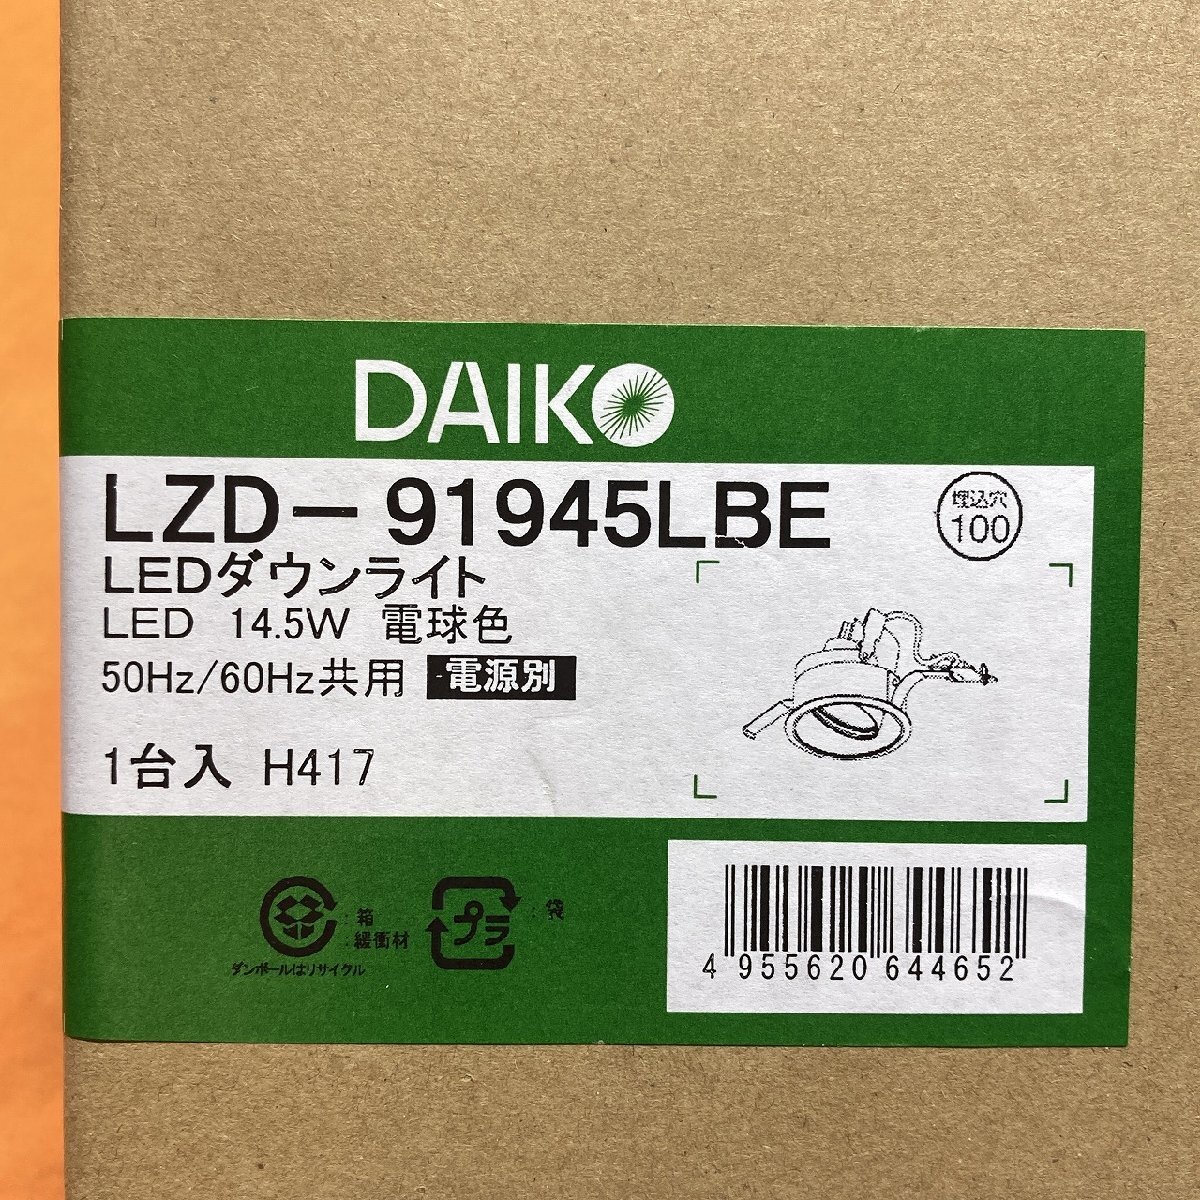 DAIKO
LZD-91945LBE
埋込穴
100
LEDダウンライト
LED 14.5W 電球色
50Hz/60Hz共用 電源別
1台入 H417
:箱
:緩衝材
ダンボールはリサイクル
プラ
:袋
4 955620 644652